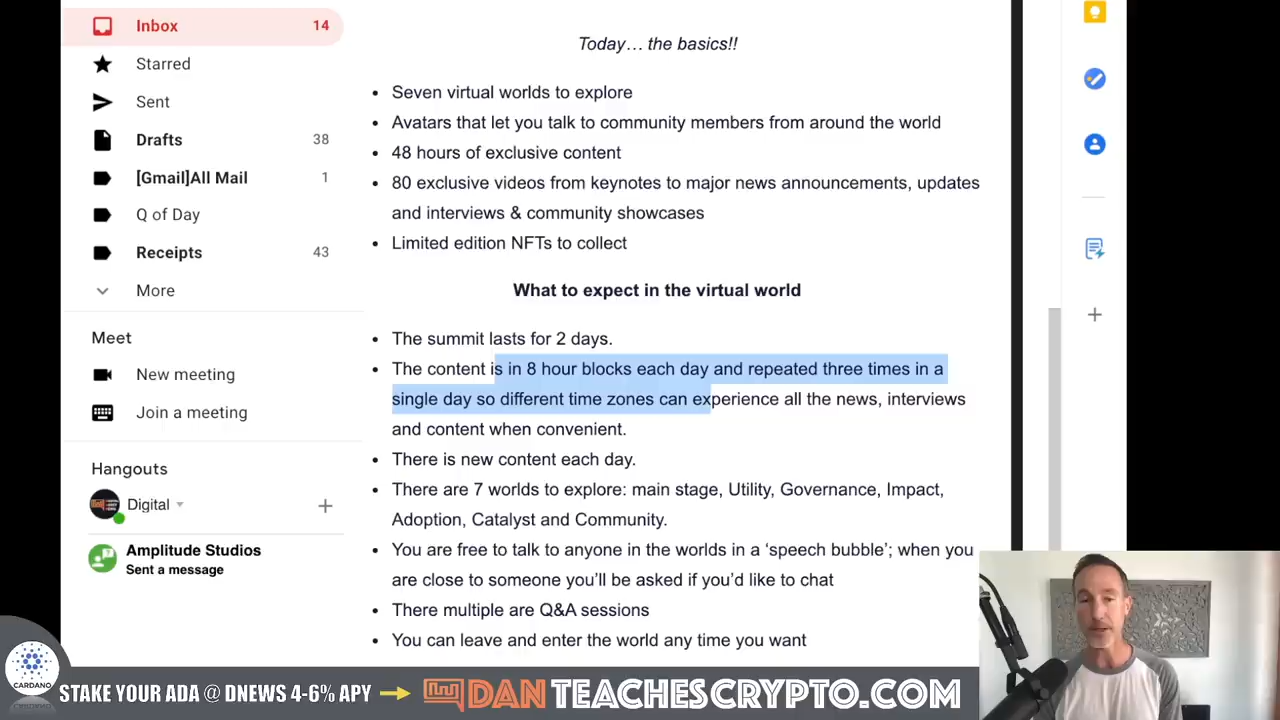 Inbox 14
Starred
Sent
Drafts 38
[Gmail]All Mail 1
Q of Day
Receipts 43
More
Meet
New meeting
Join a meeting
Hangouts
Digital
Amplitude Studios
Sent a message
Today… the basics!!
Seven virtual worlds to explore
Avatars that let you talk to community members from around the world
48 hours of exclusive content
80 exclusive videos from keynotes to major news announcements, updates
and interviews & community showcases
Limited edition NFTs to collect
What to expect in the virtual world
The summit lasts for 2 days.
The content is in 8 hour blocks each day and repeated three times in a
single day so different time zones can experience all the news, interviews
and content when convenient.
There is new content each day.
There are 7 worlds to explore: main stage, Utility, Governance, Impact,
Adoption, Catalyst and Community.
You are free to talk to anyone in the worlds in a ‘speech bubble’; when you
are close to someone you’ll be asked if you’d like to chat
There multiple are Q&A sessions
You can leave and enter the world any time you want
CARDANO
STAKE YOUR ADA @ DNEWS 4-6% APY
DANTEACHESCRYPTO.COM